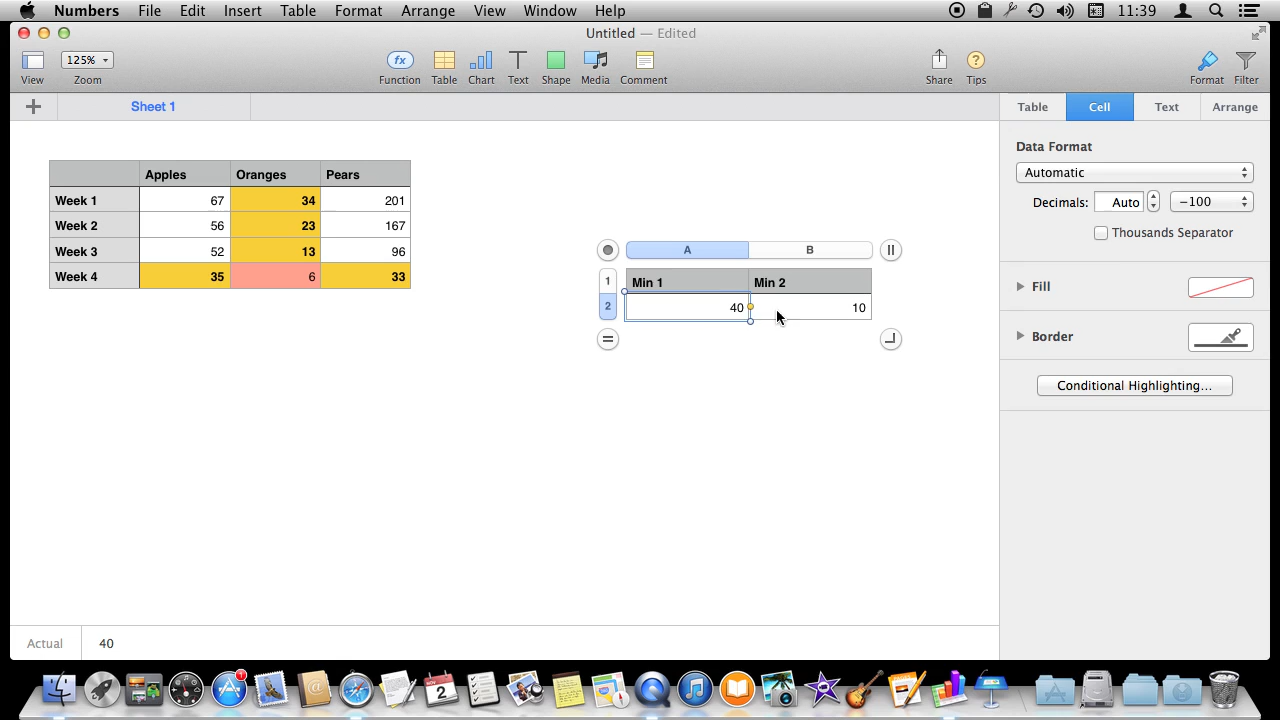 Numbers File Edit Insert Table Format Arrange View Window Help 11:39
Untitled — Edited
125%
fx
View Zoom Function Table Chart Text Shape Media Comment Share Tips Format Filter
Sheet 1
Table Cell Text Arrange
Data Format
Automatic
Decimals: Auto −100
Thousands Separator
Fill
Border
Conditional Highlighting...
Apples Oranges Pears
Week 1 67 34 201
Week 2 56 23 167
Week 3 52 13 96
Week 4 35 6 33
A B
1 Min 1 Min 2
2 40 10
Actual 40
1
NOV
2